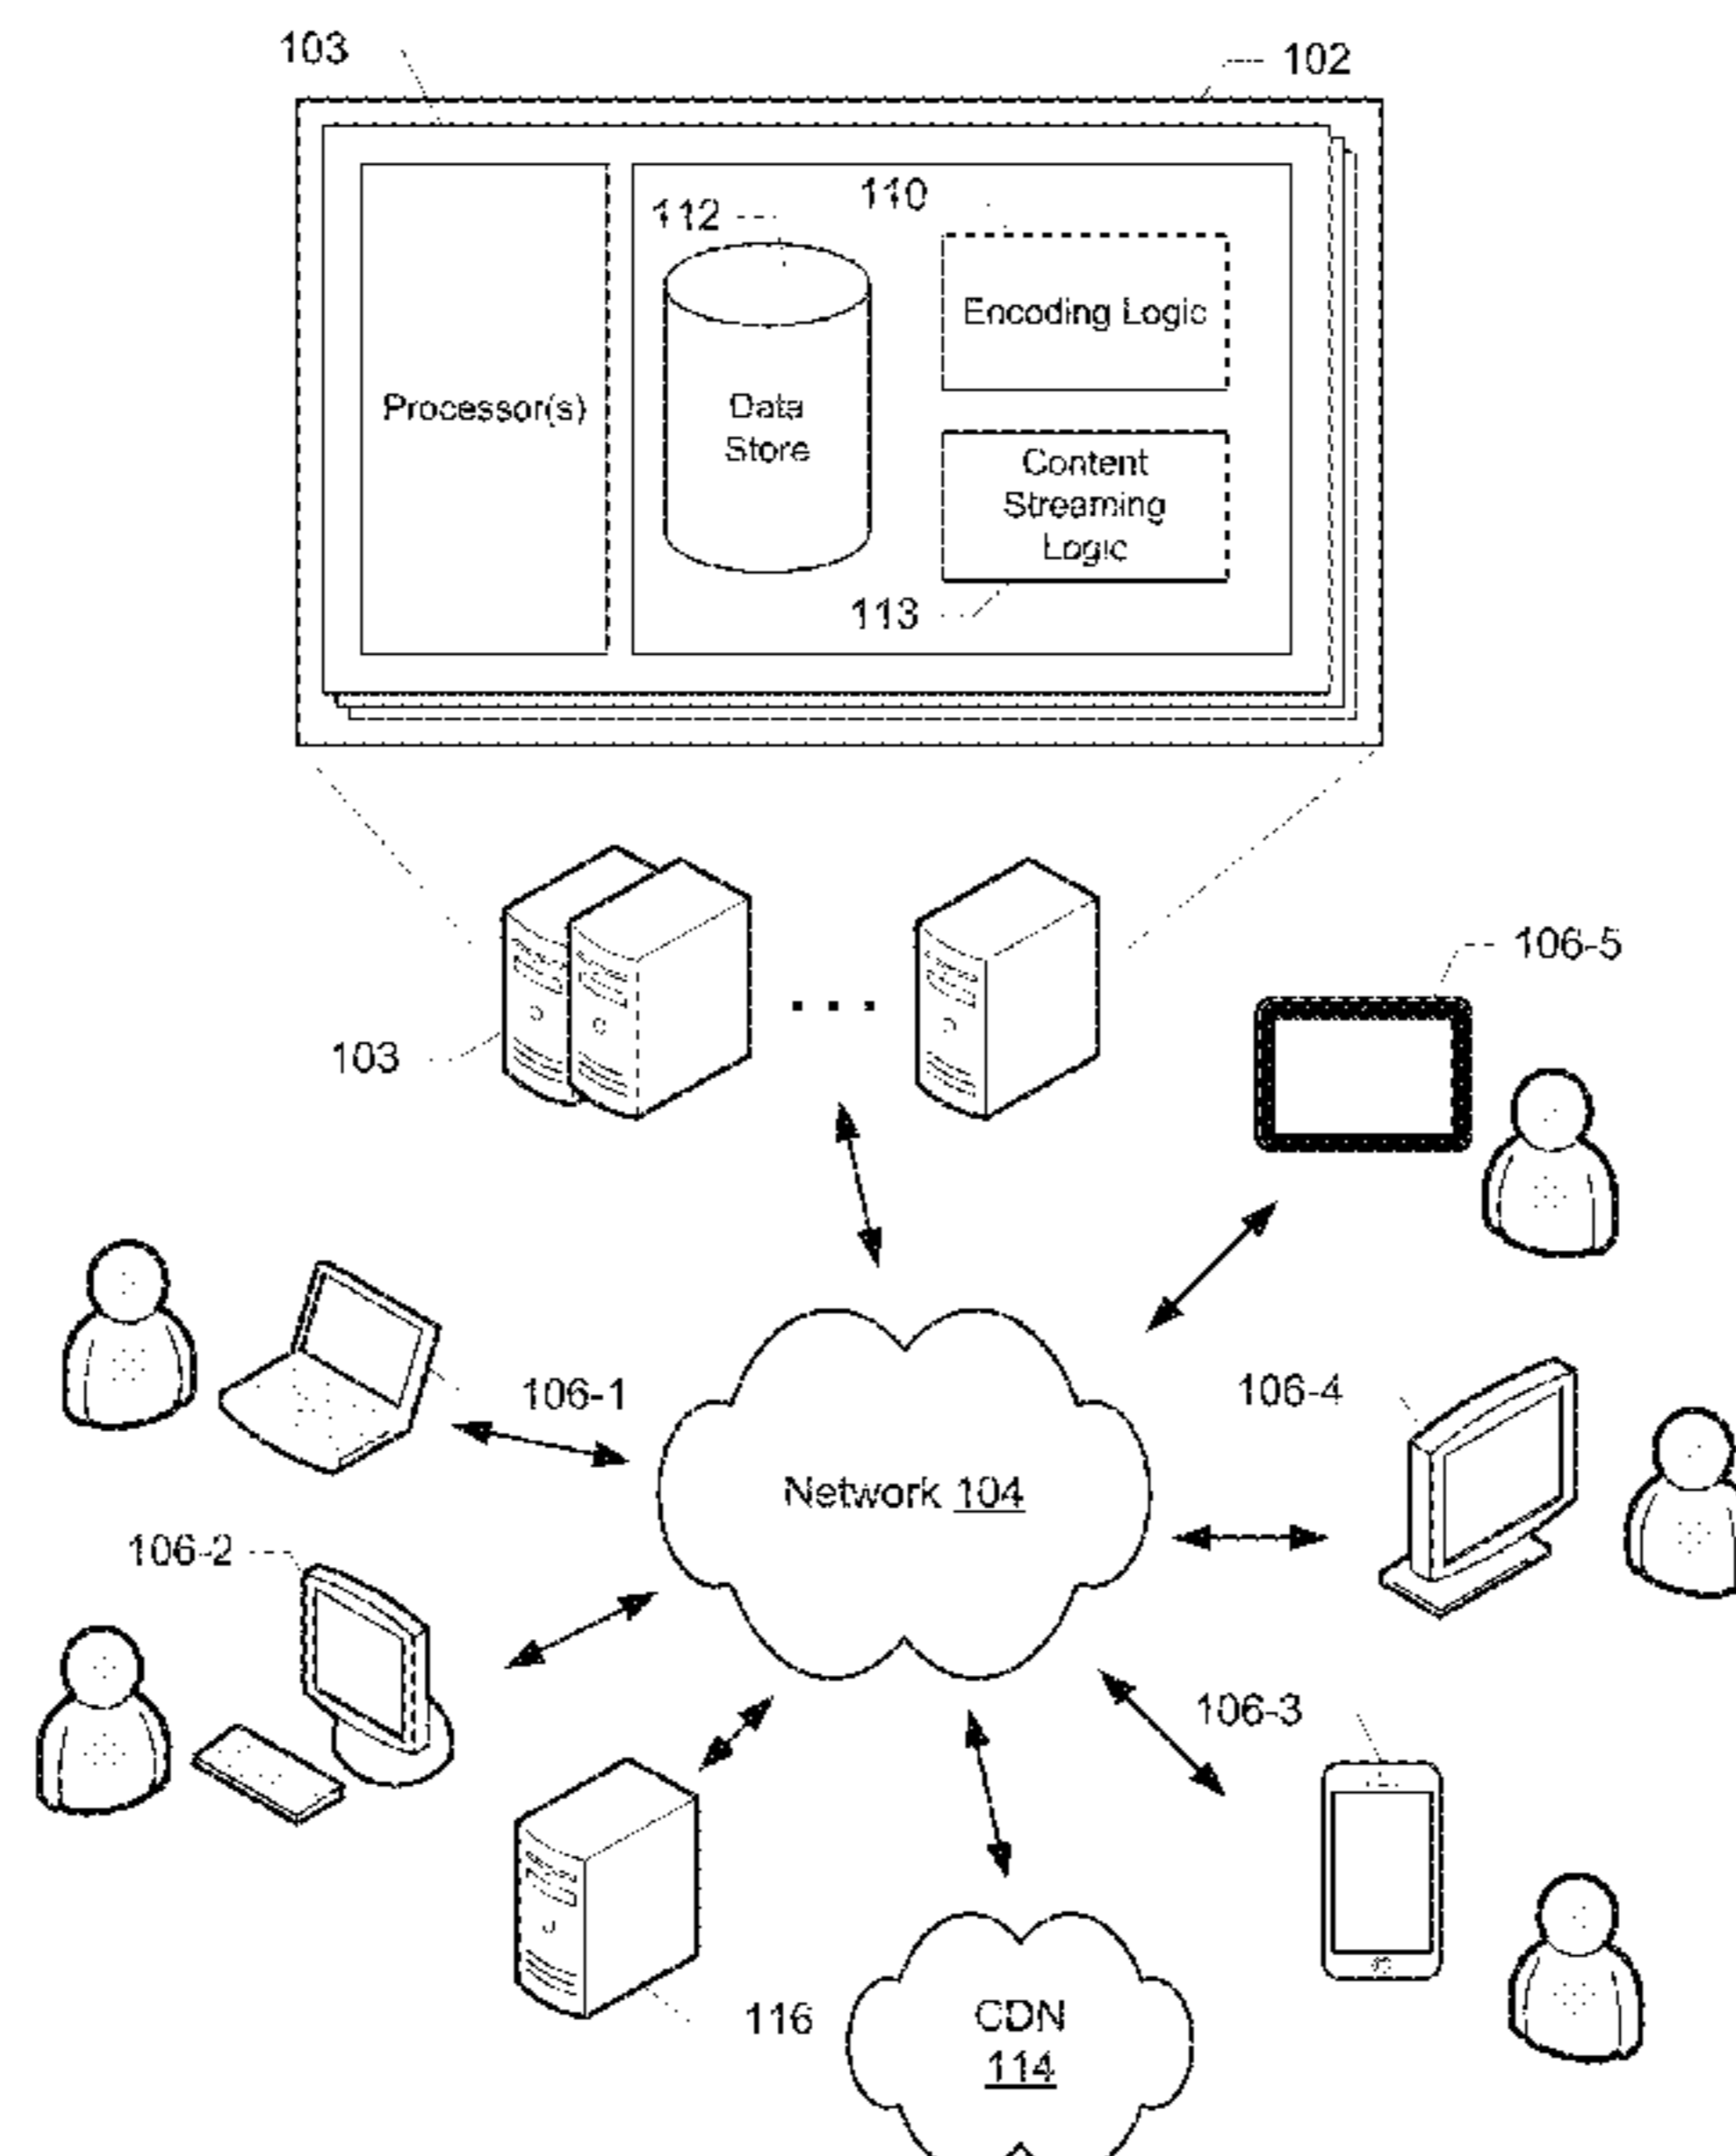 103
102
110
112
Encoding Logic
Processor(s)
Data
Store
Content
Streaming
Logic
113
106-5
103
106-1
106-4
Network 104
106-2
106-3
116
CDN
114